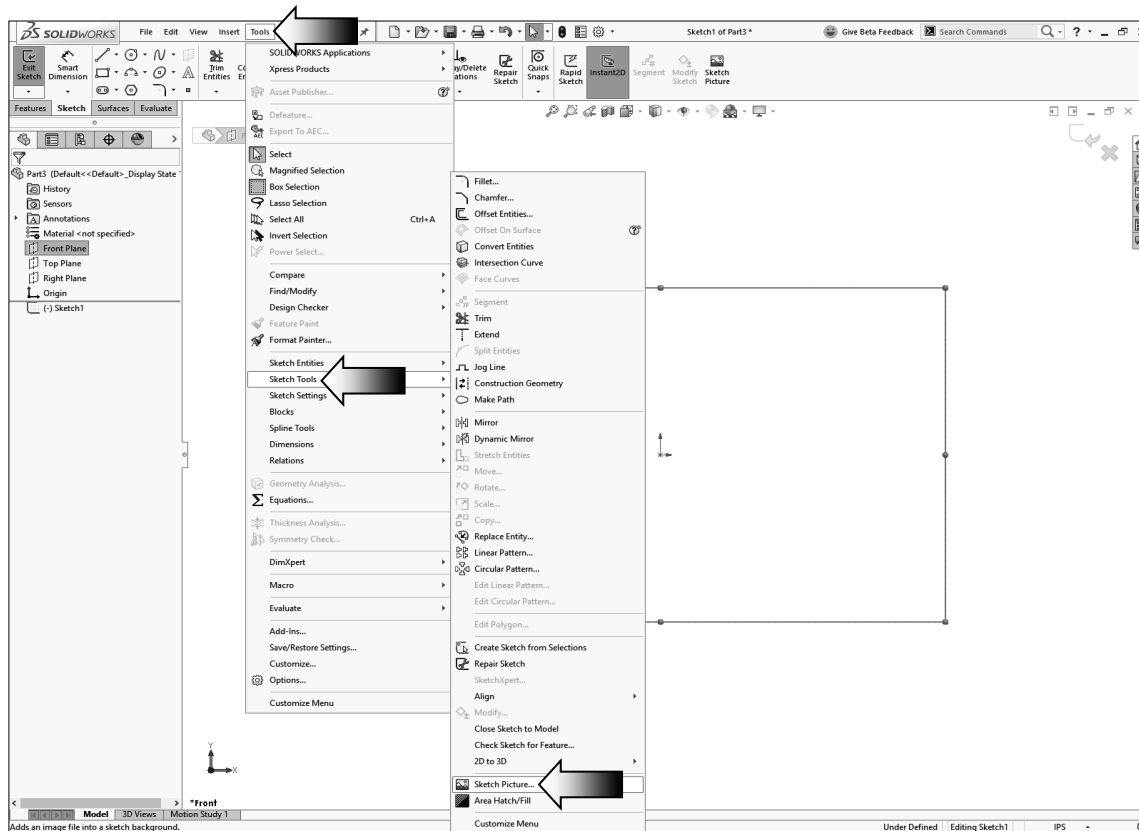 SOLIDWORKS File Edit View Insert Tools Sketch1 of Part3 * Give Beta Feedback Search Commands ?
Exit Sketch
Smart Dimension
Trim Entities
Repair Sketch
Quick Snaps
Rapid Sketch
Instant2D
Segment
Modify Sketch
Sketch Picture
Features Sketch Surfaces Evaluate
Part3 (Default<<Default>_Display State
History
Sensors
Annotations
Material <not specified>
Front Plane
Top Plane
Right Plane
Origin
(-) Sketch1
SOLIDWORKS Applications
Xpress Products
Asset Publisher...
Defeature...
Export To AEC...
Select
Magnified Selection
Box Selection
Lasso Selection
Select All Ctrl+A
Invert Selection
Power Select...
Compare
Find/Modify
Design Checker
Feature Paint
Format Painter...
Sketch Entities
Sketch Tools
Sketch Settings
Blocks
Spline Tools
Dimensions
Relations
Geometry Analysis...
Equations...
Thickness Analysis...
Symmetry Check...
DimXpert
Macro
Evaluate
Add-Ins...
Save/Restore Settings...
Customize...
Options...
Customize Menu
Fillet...
Chamfer...
Offset Entities...
Offset On Surface
Convert Entities
Intersection Curve
Face Curves
Segment
Trim
Extend
Split Entities
Jog Line
Construction Geometry
Make Path
Mirror
Dynamic Mirror
Stretch Entities
Move...
Rotate...
Scale...
Copy...
Replace Entity...
Linear Pattern...
Circular Pattern...
Edit Linear Pattern...
Edit Circular Pattern...
Edit Polygon...
Create Sketch from Selections
Repair Sketch
SketchXpert...
Align
Modify...
Close Sketch to Model
Check Sketch for Feature...
2D to 3D
Sketch Picture...
Area Hatch/Fill
Customize Menu
Y
X
*Front
Model 3D Views Motion Study 1
Adds an image file into a sketch background. Under Defined Editing Sketch1 IPS